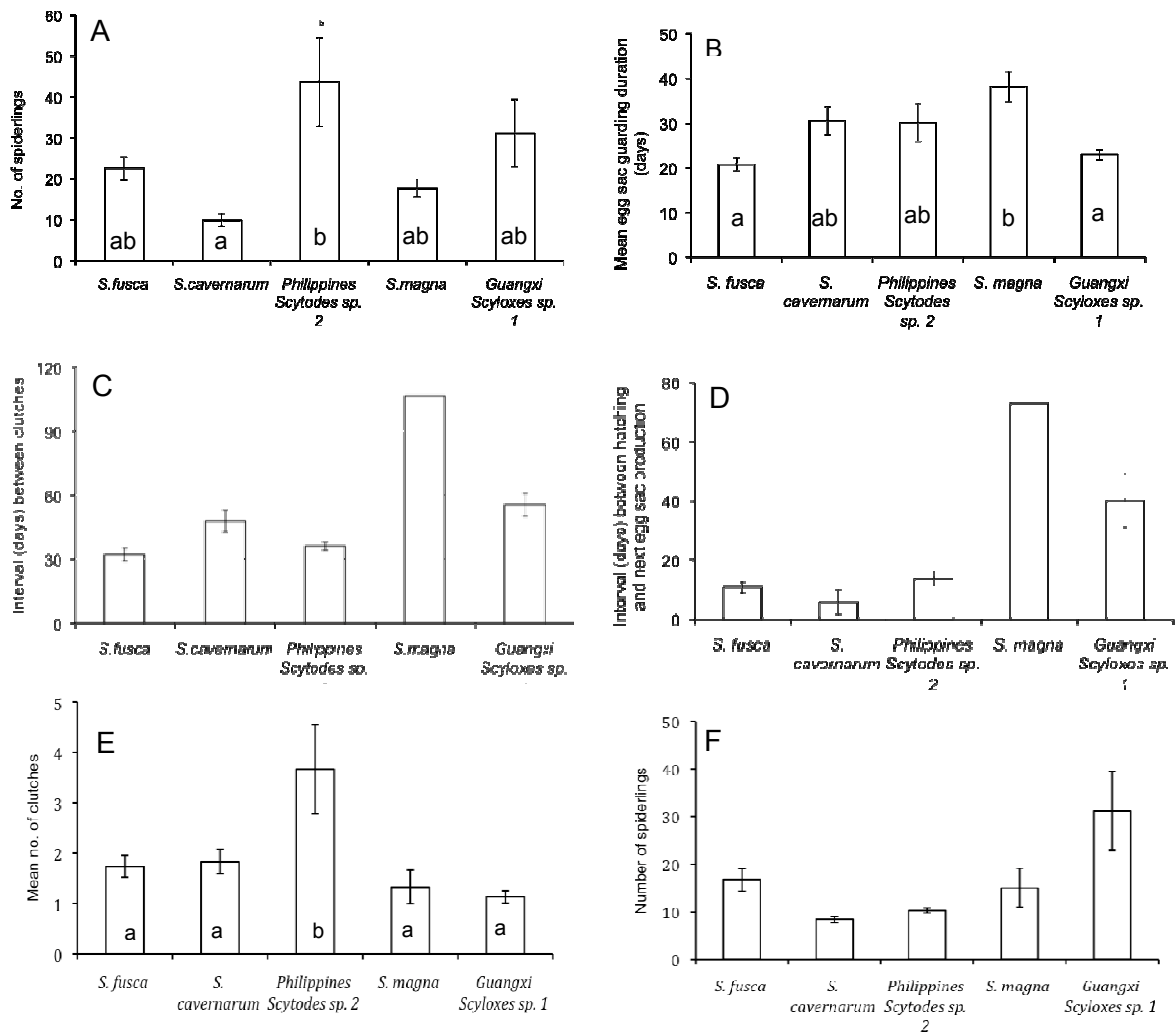 A
No. of spiderlings
60
50
40
30
20
10
0
ab
a
b
ab
ab
S.fusca S.cavernarum Philippines S.magna Guangxi
Scytodes sp. Scyloxes sp.
2 1
B
Mean egg sac guarding duration
(days)
50
40
30
20
10
0
a
ab
ab
b
a
S. fusca S. Philippines S. magna Guangxi
cavernarum Scytodes Scyloxes sp.
sp. 2 1
C
Interval (days) between clutches
120
90
60
30
0
S.fusca S.cavernarum Philippines S.magna Guangxi
Scytodes sp. Scyloxes sp.
D
Interval (days) between hatching
and next egg sac production
80
60
40
20
0
S. fusca S. Philippines S. magna Guangxi
cavernarum Scytodes sp. Scyloxes sp.
2 1
E
Mean no. of clutches
5
4
3
2
1
0
a
a
b
a
a
S. fusca S. Philippines S. magna Guangxi
cavernarum Scytodes sp. 2 Scyloxes sp. 1
F
Number of spiderlings
50
40
30
20
10
0
S. fusca S. Philippines S. magna Guangxi
cavernarum Scytodes sp. Scyloxes sp. 1
2